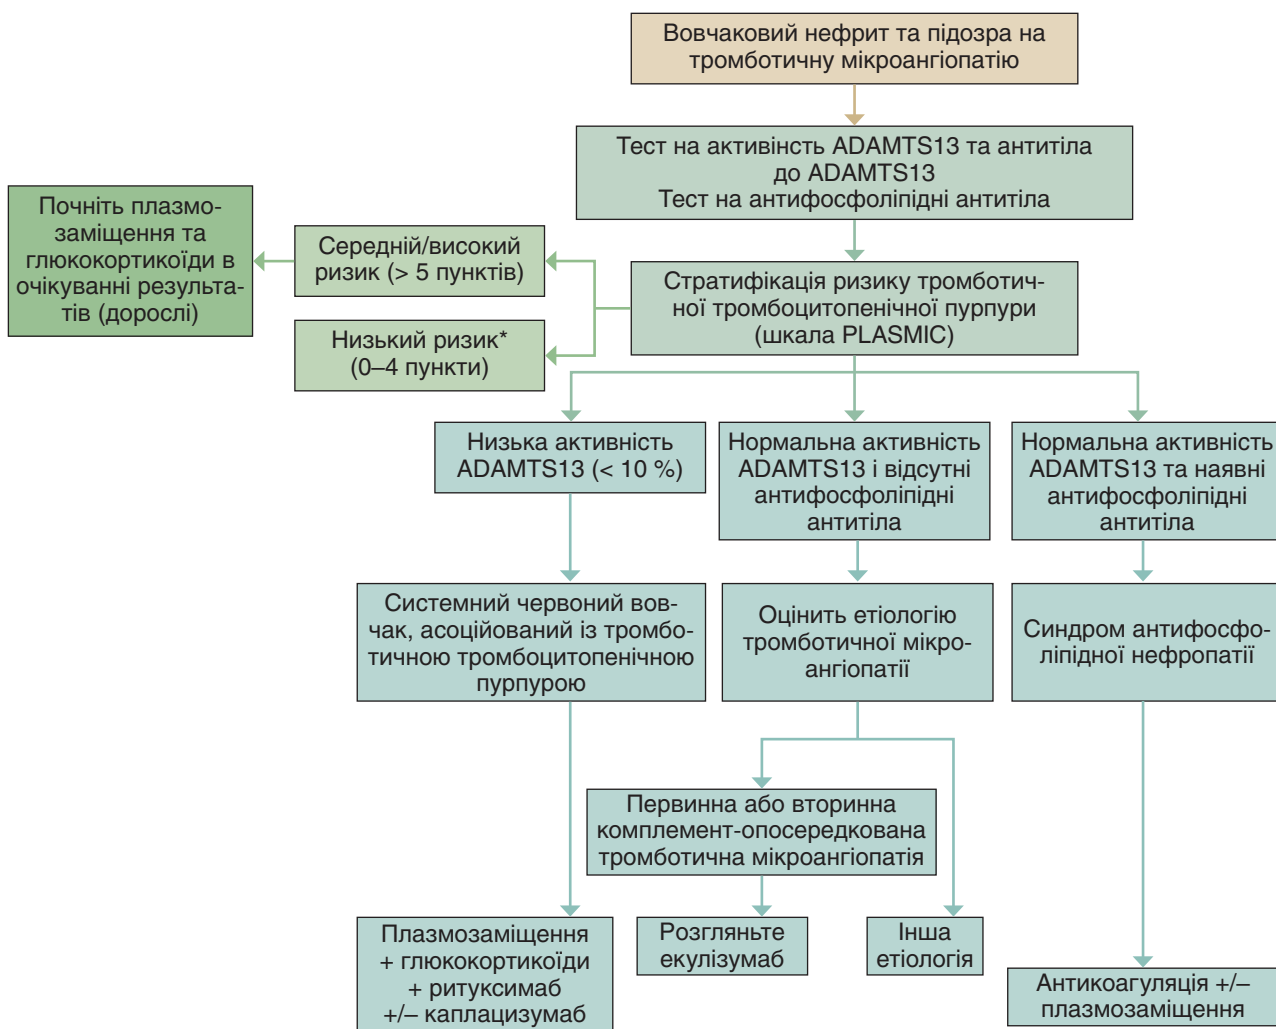 Вовчаковий нефрит та підозра на
тромботичну мікроангіопатію
Тест на активність ADAMTS13 та антитіла
до ADAMTS13
Тест на антифосфоліпідні антитіла
Почніть плазмо-
заміщення та
глюкокортикоїди в
очікуванні результа-
тів (дорослі)
Середній/високий
ризик (> 5 пунктів)
Низький ризик*
(0–4 пункти)
Стратифікація ризику тромботич-
ної тромбоцитопенічної пурпури
(шкала PLASMIC)
Низька активність
ADAMTS13 (< 10 %)
Нормальна активність
ADAMTS13 і відсутні
антифосфоліпідні
антитіла
Нормальна активність
ADAMTS13 та наявні
антифосфоліпідні
антитіла
Системний червоний вов-
чак, асоційований із тромбо-
тичною тромбоцитопенічною
пурпурою
Оцініть етіологію
тромботичної мікро-
ангіопатії
Синдром антифосфо-
ліпідної нефропатії
Первинна або вторинна
комплемент-опосередкована
тромботична мікроангіопатія
Плазмозаміщення
+ глюкокортикоїди
+ ритуксимаб
+/– каплацизумаб
Розгляньте
екулізумаб
Інша
етіологія
Антикоагуляція +/–
плазмозаміщення